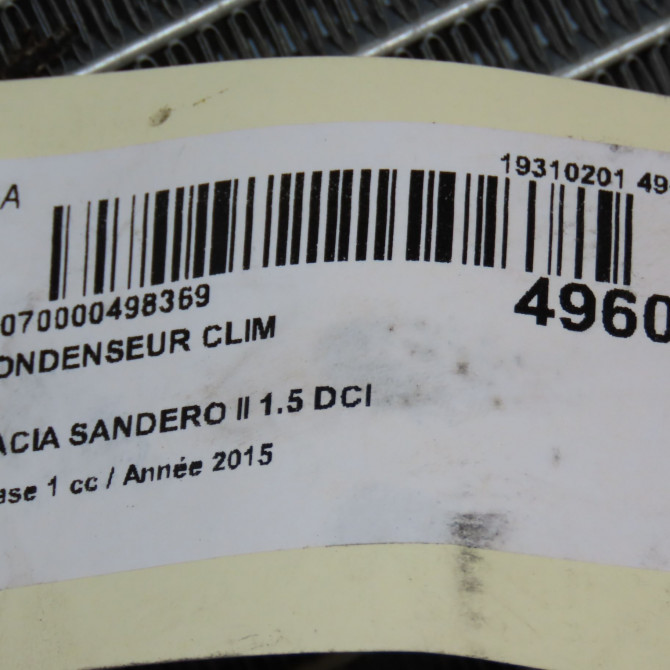 A
19310201 49
070000498369
4960
ONDENSEUR CLIM
ACIA SANDERO II 1.5 DCI
ase 1 cc / Année 2015